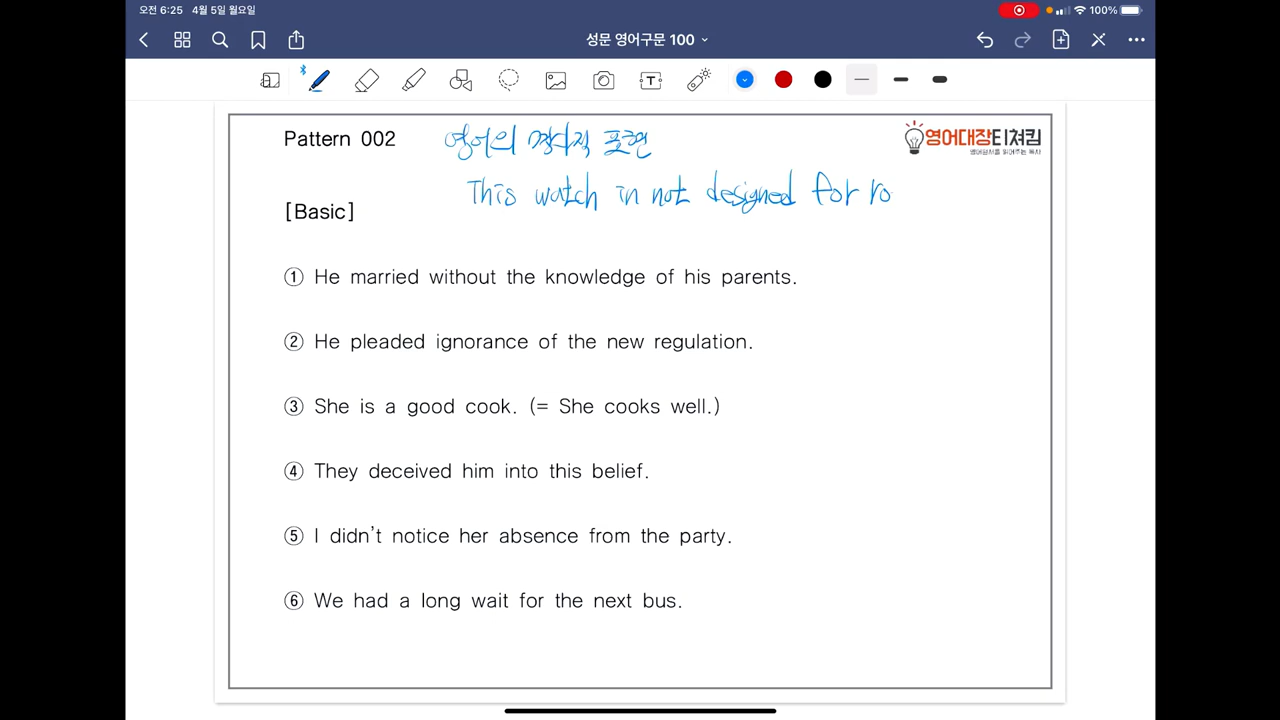 오전 6:25 4월 5일 월요일
100%
성문 영어구문 100
Pattern 002
영어의 명사적 표현
영어대장티쳐킴
This watch in not designed for ro
[Basic]
① He married without the knowledge of his parents.
② He pleaded ignorance of the new regulation.
③ She is a good cook. (= She cooks well.)
④ They deceived him into this belief.
⑤ I didn't notice her absence from the party.
⑥ We had a long wait for the next bus.